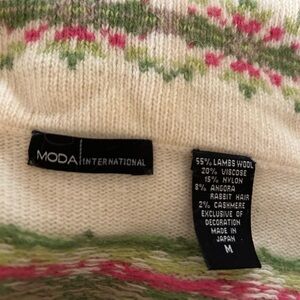 MODA INTERNATIONAL
55% LAMBS WOOL
20% VISCOSE
15% NYLON
8% ANGORA
RABBIT HAIR
2% CASHMERE
EXCLUSIVE OF
DECORATION
MADE IN
JAPAN
M